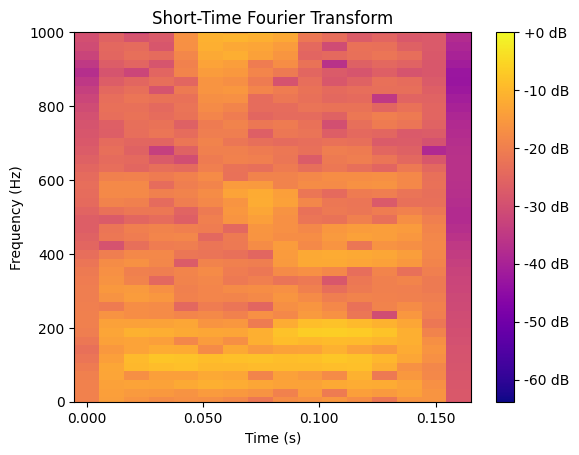 Short-Time Fourier Transform
1000
800
600
400
200
0
Frequency (Hz)
0.000
0.050
0.100
0.150
Time (s)
+0 dB
-10 dB
-20 dB
-30 dB
-40 dB
-50 dB
-60 dB